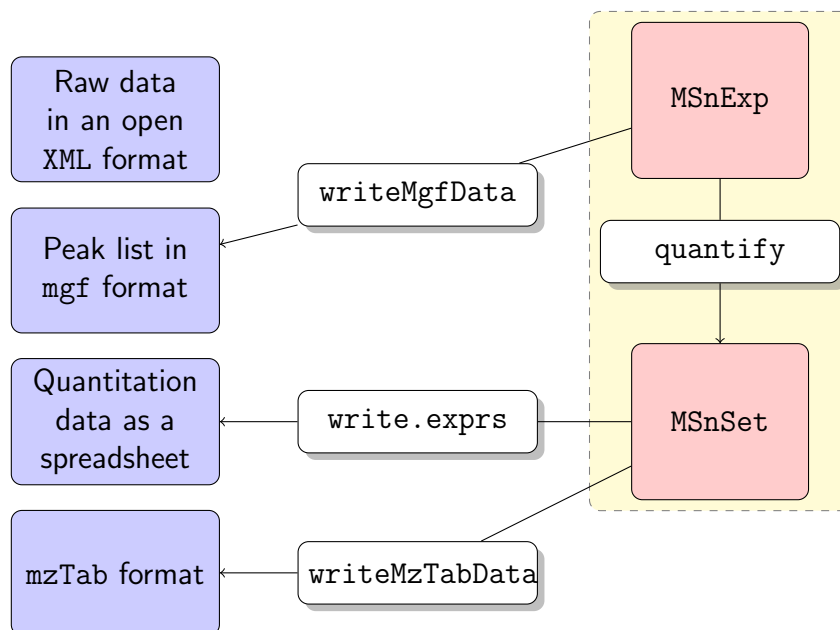 Raw data
in an open
XML format
MSnExp
writeMgfData
Peak list in
mgf format
quantify
Quantitation
data as a
spreadsheet
write.exprs
MSnSet
mzTab format
writeMzTabData